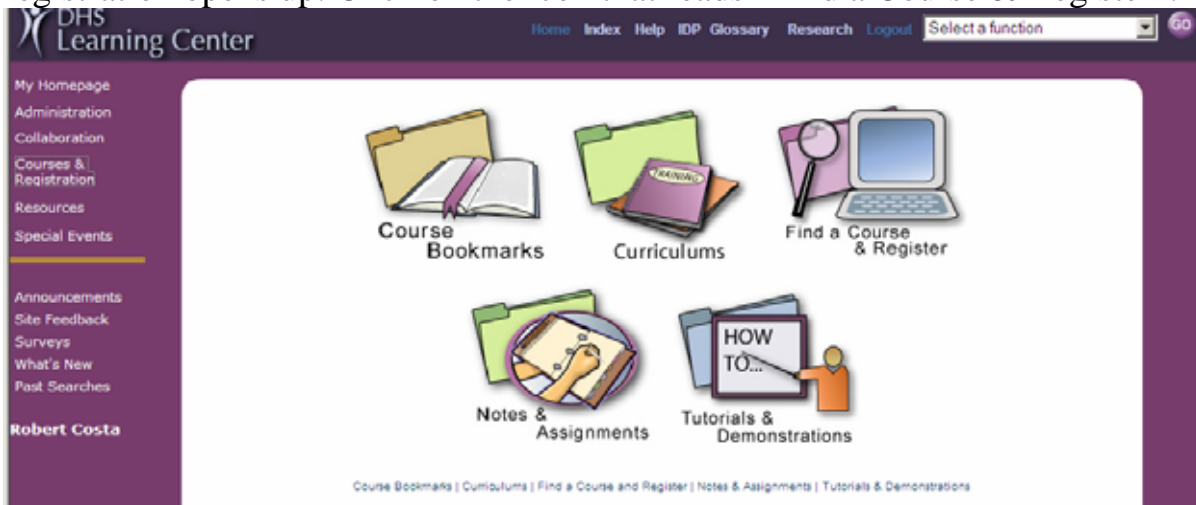 DHS
Learning Center
Home Index Help IDP Glossary Research Logout Select a function GO
My Homepage
Administration
Collaboration
Courses &
Registration
Resources
Special Events
Announcements
Site Feedback
Surveys
What's New
Past Searches
Robert Costa
Course
Bookmarks
TRAINING
Curriculums
Find a Course
& Register
Notes &
Assignments
HOW
TO...
Tutorials &
Demonstrations
Course Bookmarks | Curriculums | Find a Course and Register | Notes & Assignments | Tutorials & Demonstrations